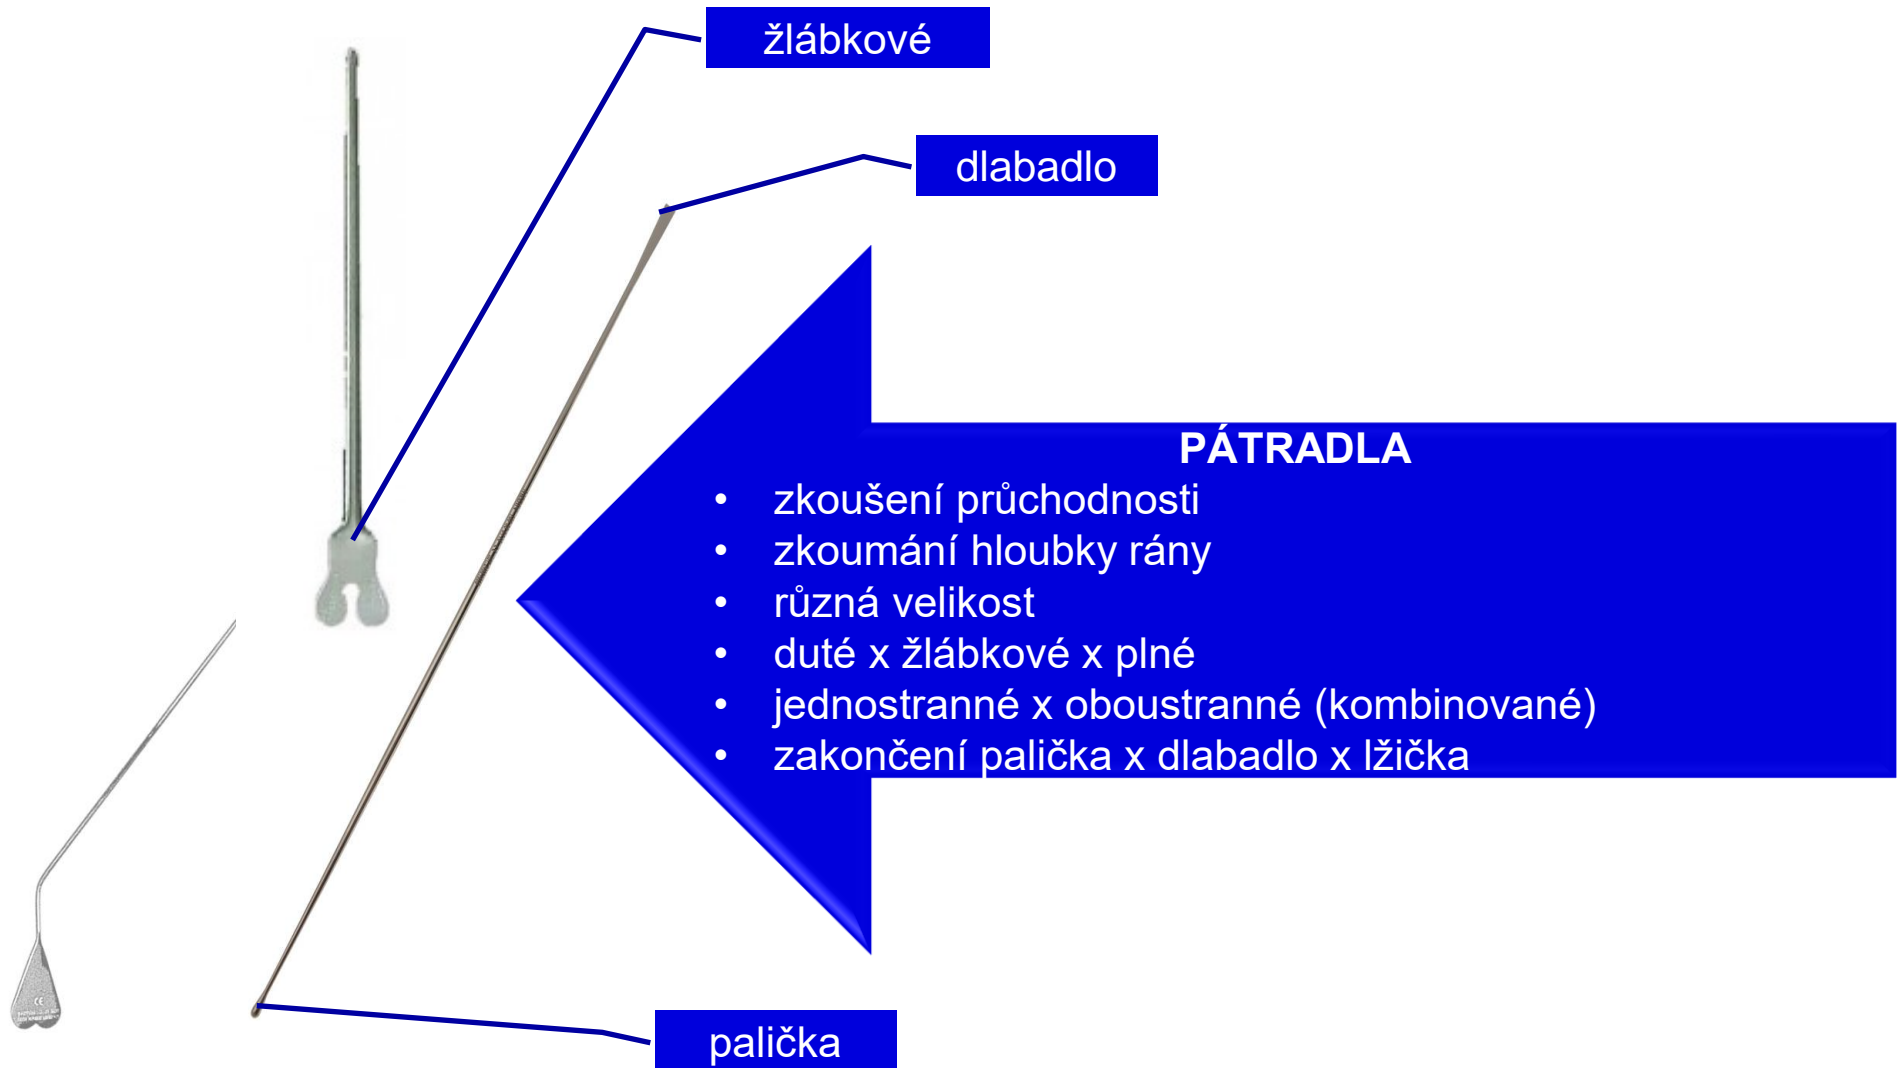 žlábkové
dlabadlo
PÁTRADLA
• zkoušení průchodnosti
• zkoumání hloubky rány
• různá velikost
• duté x žlábkové x plné
• jednostranné x oboustranné (kombinované)
• zakončení palička x dlabadlo x lžička
CE
palička